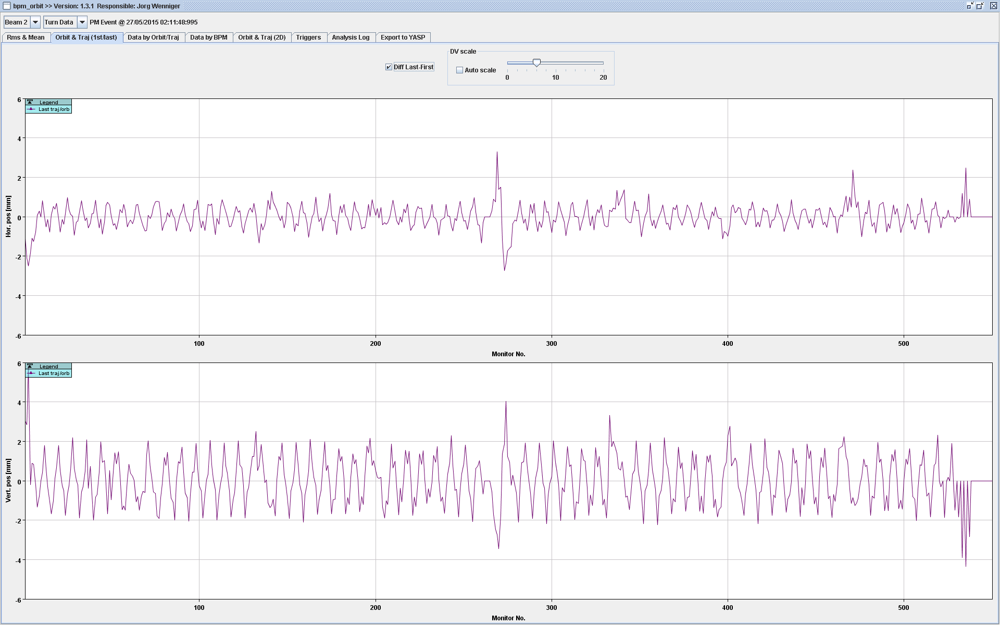 bpm_orbit >> Version: 1.3.1 Responsible: Jorg Wenniger
Beam 2 Turn Data PM Event @ 27/05/2015 02:11:48:995
Rms & Mean Orbit & Traj (1st/last) Data by Orbit/Traj Data by BPM Orbit & Traj (2D) Triggers Analysis Log Export to YASP
DV scale
Diff Last-First Auto scale
0 10 20
Legend
Last traj/orb
6
4
2
0
-2
-4
-6
Hor. pos [mm]
100 200 300 400 500
Monitor No.
Legend
Last traj/orb
6
4
2
0
-2
-4
-6
Vert. pos [mm]
100 200 300 400 500
Monitor No.